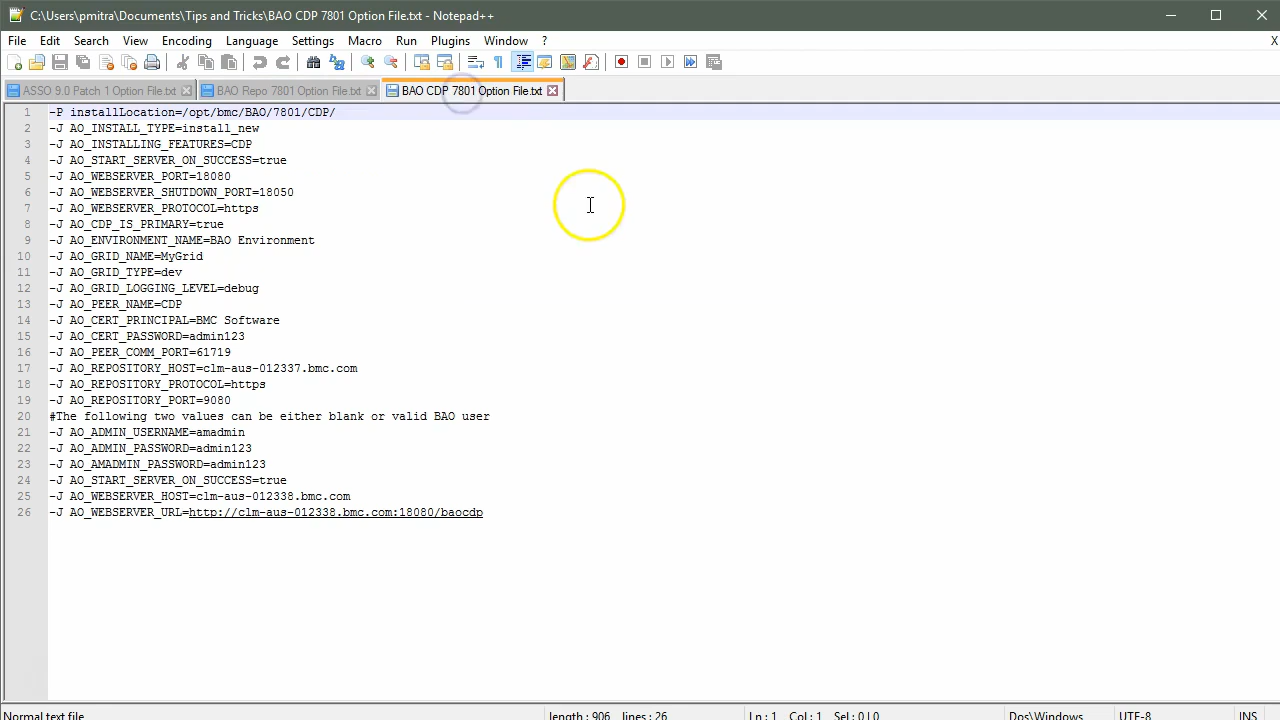 C:\Users\pmitra\Documents\Tips and Tricks\BAO CDP 7801 Option File.txt - Notepad++
File Edit Search View Encoding Language Settings Macro Run Plugins Window ? X
ASSO 9.0 Patch 1 Option File.txt BAO Repo 7801 Option File.txt BAO CDP 7801 Option File.txt
1 -P installLocation=/opt/bmc/BAO/7801/CDP/
2 -J AO_INSTALL_TYPE=install_new
3 -J AO_INSTALLING_FEATURES=CDP
4 -J AO_START_SERVER_ON_SUCCESS=true
5 -J AO_WEBSERVER_PORT=18080
6 -J AO_WEBSERVER_SHUTDOWN_PORT=18050
7 -J AO_WEBSERVER_PROTOCOL=https
8 -J AO_CDP_IS_PRIMARY=true
9 -J AO_ENVIRONMENT_NAME=BAO Environment
10 -J AO_GRID_NAME=MyGrid
11 -J AO_GRID_TYPE=dev
12 -J AO_GRID_LOGGING_LEVEL=debug
13 -J AO_PEER_NAME=CDP
14 -J AO_CERT_PRINCIPAL=BMC Software
15 -J AO_CERT_PASSWORD=admin123
16 -J AO_PEER_COMM_PORT=61719
17 -J AO_REPOSITORY_HOST=clm-aus-012337.bmc.com
18 -J AO_REPOSITORY_PROTOCOL=https
19 -J AO_REPOSITORY_PORT=9080
20 #The following two values can be either blank or valid BAO user
21 -J AO_ADMIN_USERNAME=amadmin
22 -J AO_ADMIN_PASSWORD=admin123
23 -J AO_AMADMIN_PASSWORD=admin123
24 -J AO_START_SERVER_ON_SUCCESS=true
25 -J AO_WEBSERVER_HOST=clm-aus-012338.bmc.com
26 -J AO_WEBSERVER_URL=http://clm-aus-012338.bmc.com:18080/baocdp
Normal text file length : 906 lines : 26 Ln : 1 Col : 1 Sel : 0 | 0 Dos\Windows UTF-8 INS